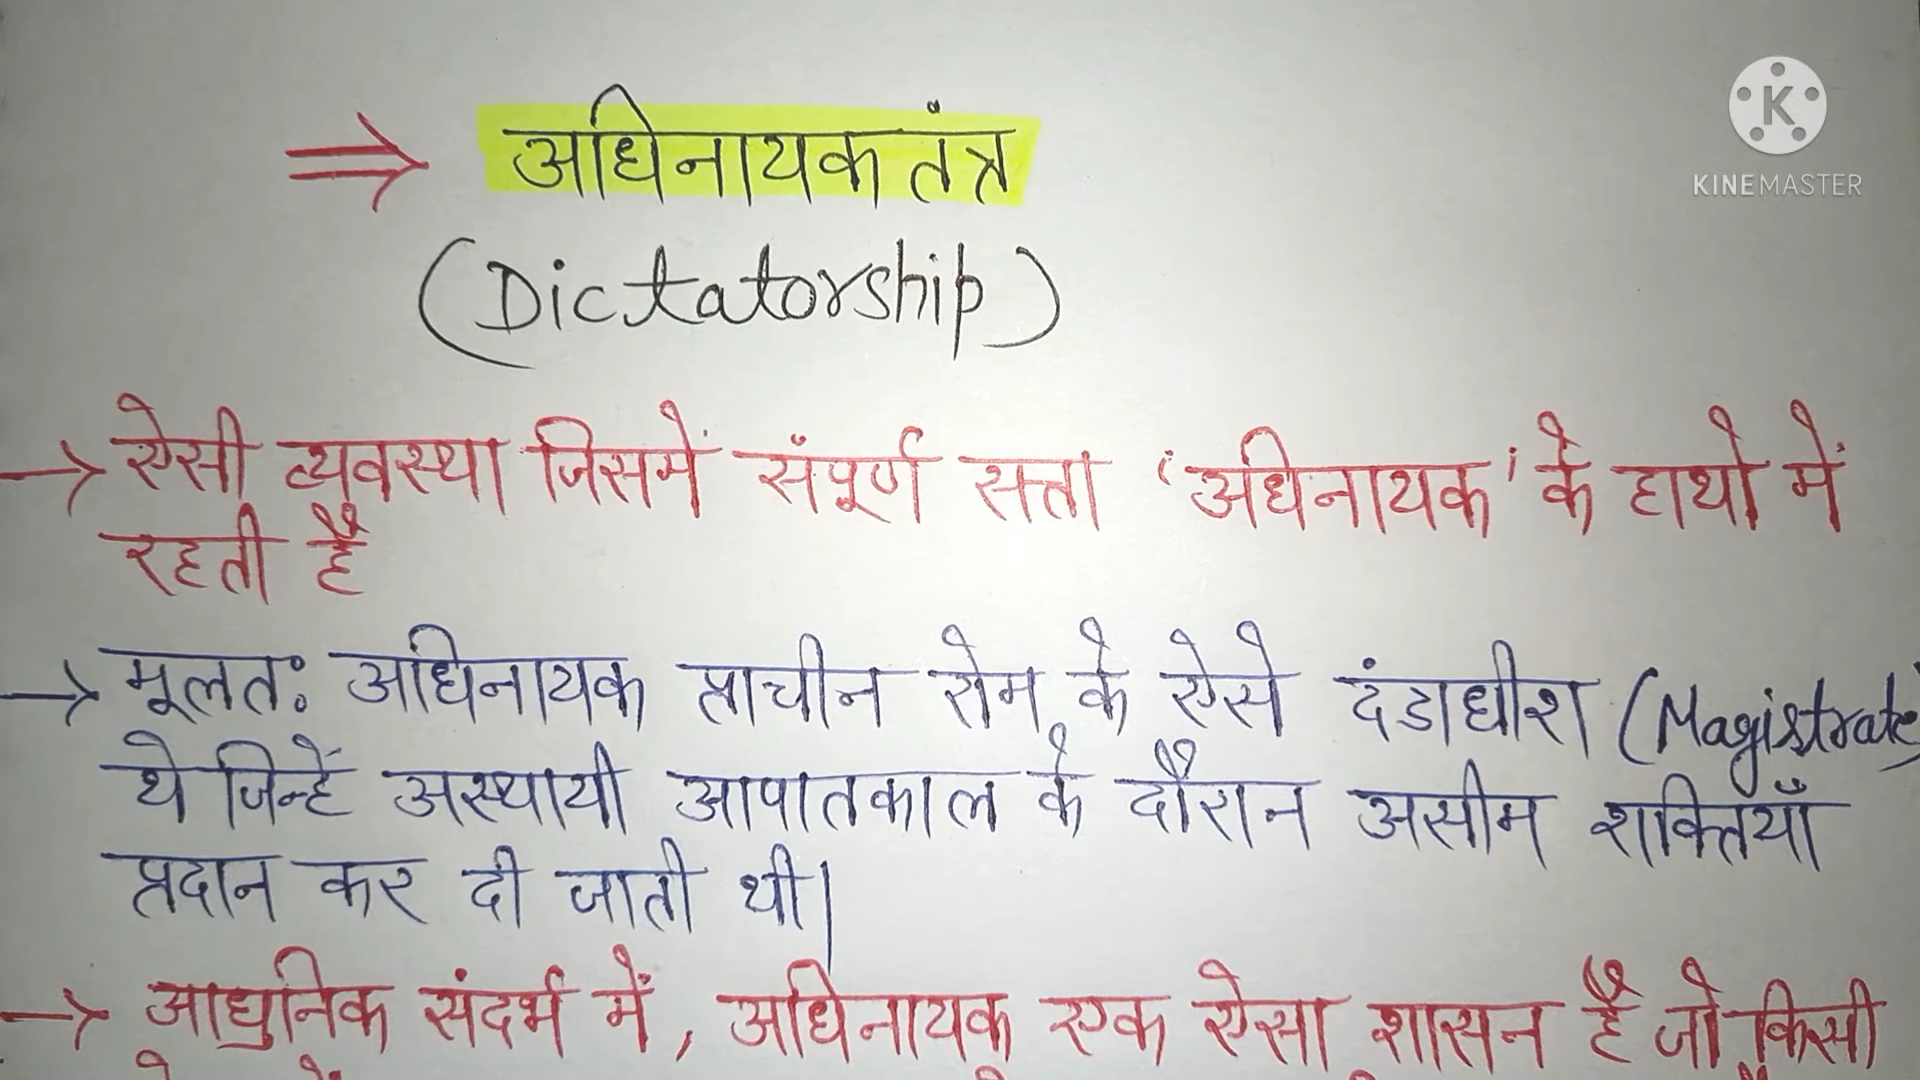 ⇒ अधिनायक तंत्र
KINEMASTER
(Dictatorship)
→ ऐसी व्यवस्था जिसमें संपूर्ण सत्ता 'अधिनायक' के हाथो में
रहती है
→ मूलतः अधिनायक प्राचीन रोम के ऐसे दंडाधीश (Magistrate)
थे जिन्हें अस्थायी आपातकाल के दौरान असीम शक्तियाँ
प्रदान कर दी जाती थी।
→ आधुनिक संदर्भ में, अधिनायक एक ऐसा शासन है जो किसी